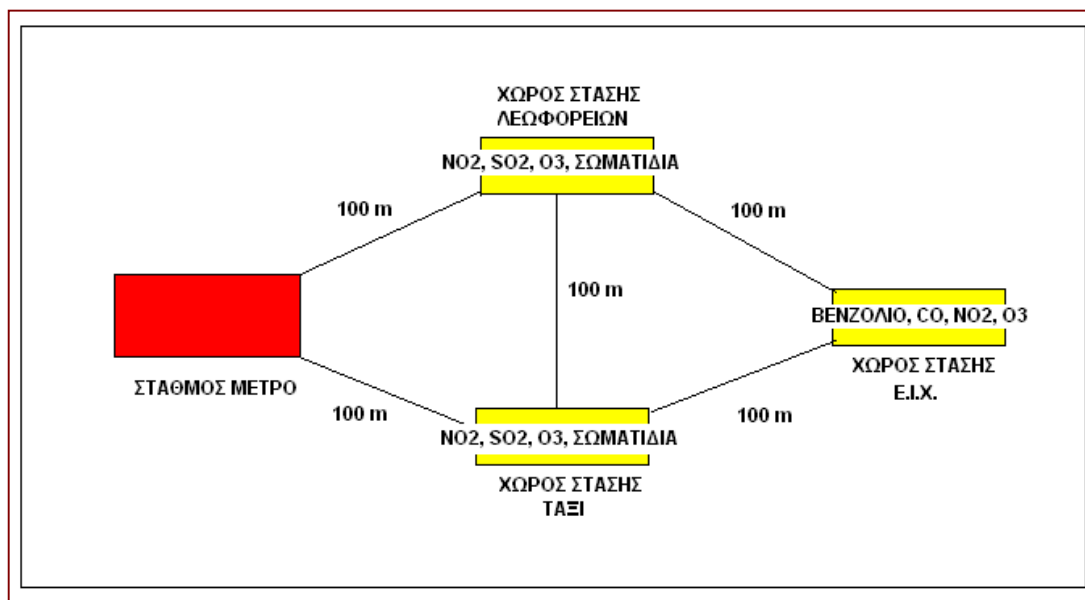 ΧΩΡΟΣ ΣΤΑΣΗΣ
ΛΕΩΦΟΡΕΙΩΝ
NO2, SO2, O3, ΣΩΜΑΤΙΔΙΑ
100 m
100 m
100 m
ΒΕΝΖΟΛΙΟ, CO, NO2, O3
ΧΩΡΟΣ ΣΤΑΣΗΣ
Ε.Ι.Χ.
ΣΤΑΘΜΟΣ ΜΕΤΡΟ
100 m
100 m
NO2, SO2, O3, ΣΩΜΑΤΙΔΙΑ
ΧΩΡΟΣ ΣΤΑΣΗΣ
ΤΑΞΙ